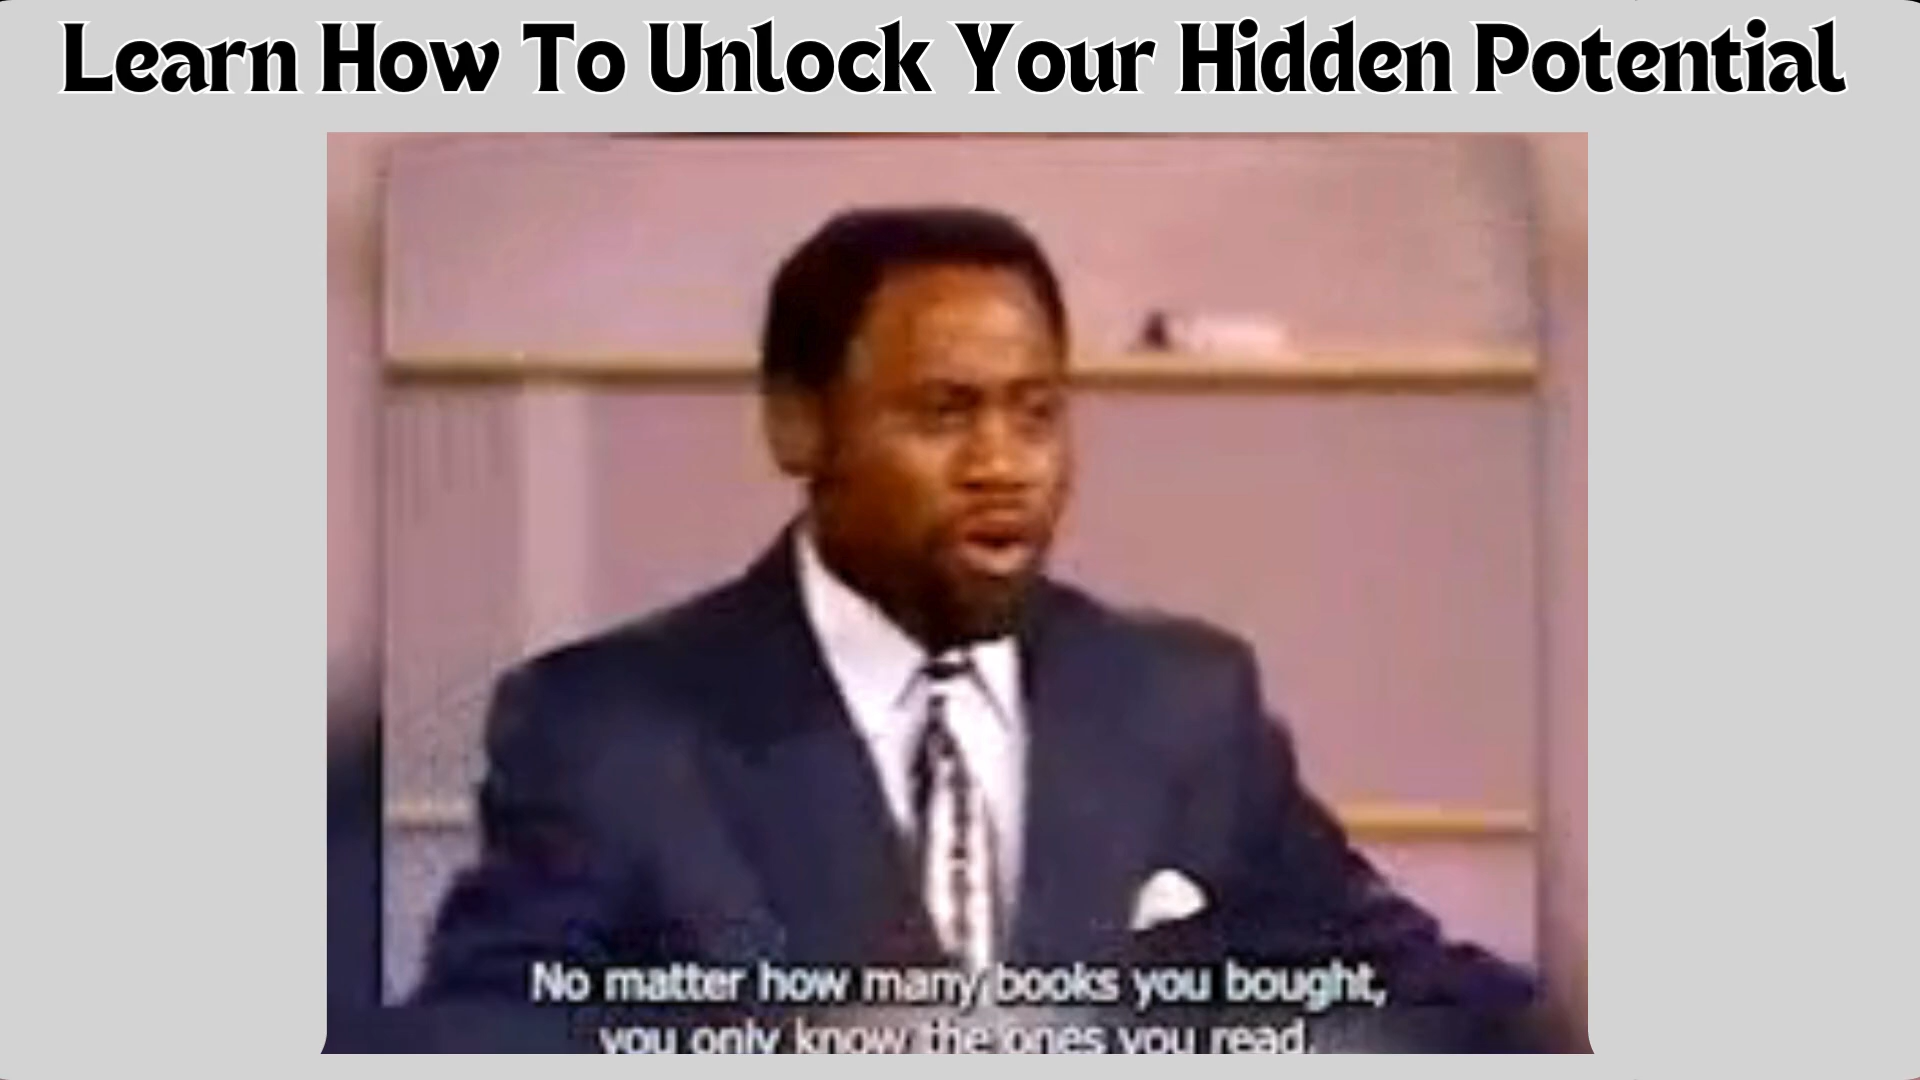 Learn How To Unlock Your Hidden Potential
No matter how many books you bought,
you only know the ones you read.